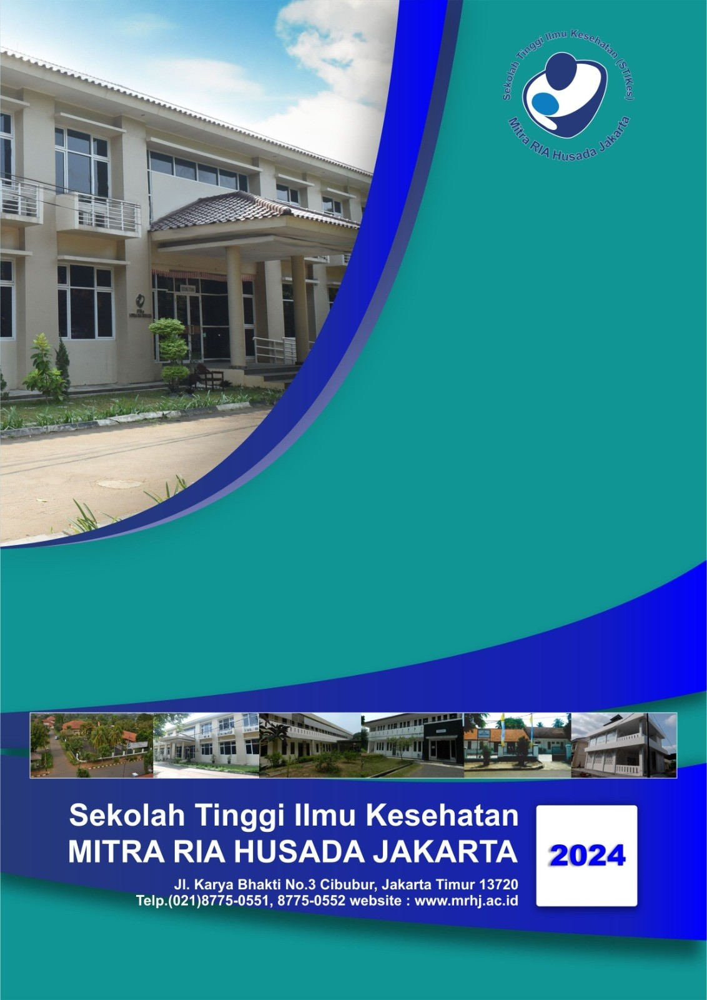 Sekolah Tinggi Ilmu Kesehatan (STIKes)
Mitra RIA Husada Jakarta
Sekolah Tinggi Ilmu Kesehatan
MITRA RIA HUSADA JAKARTA
2024
Jl. Karya Bhakti No.3 Cibubur, Jakarta Timur 13720
Telp.(021)8775-0551, 8775-0552 website : www.mrhj.ac.id